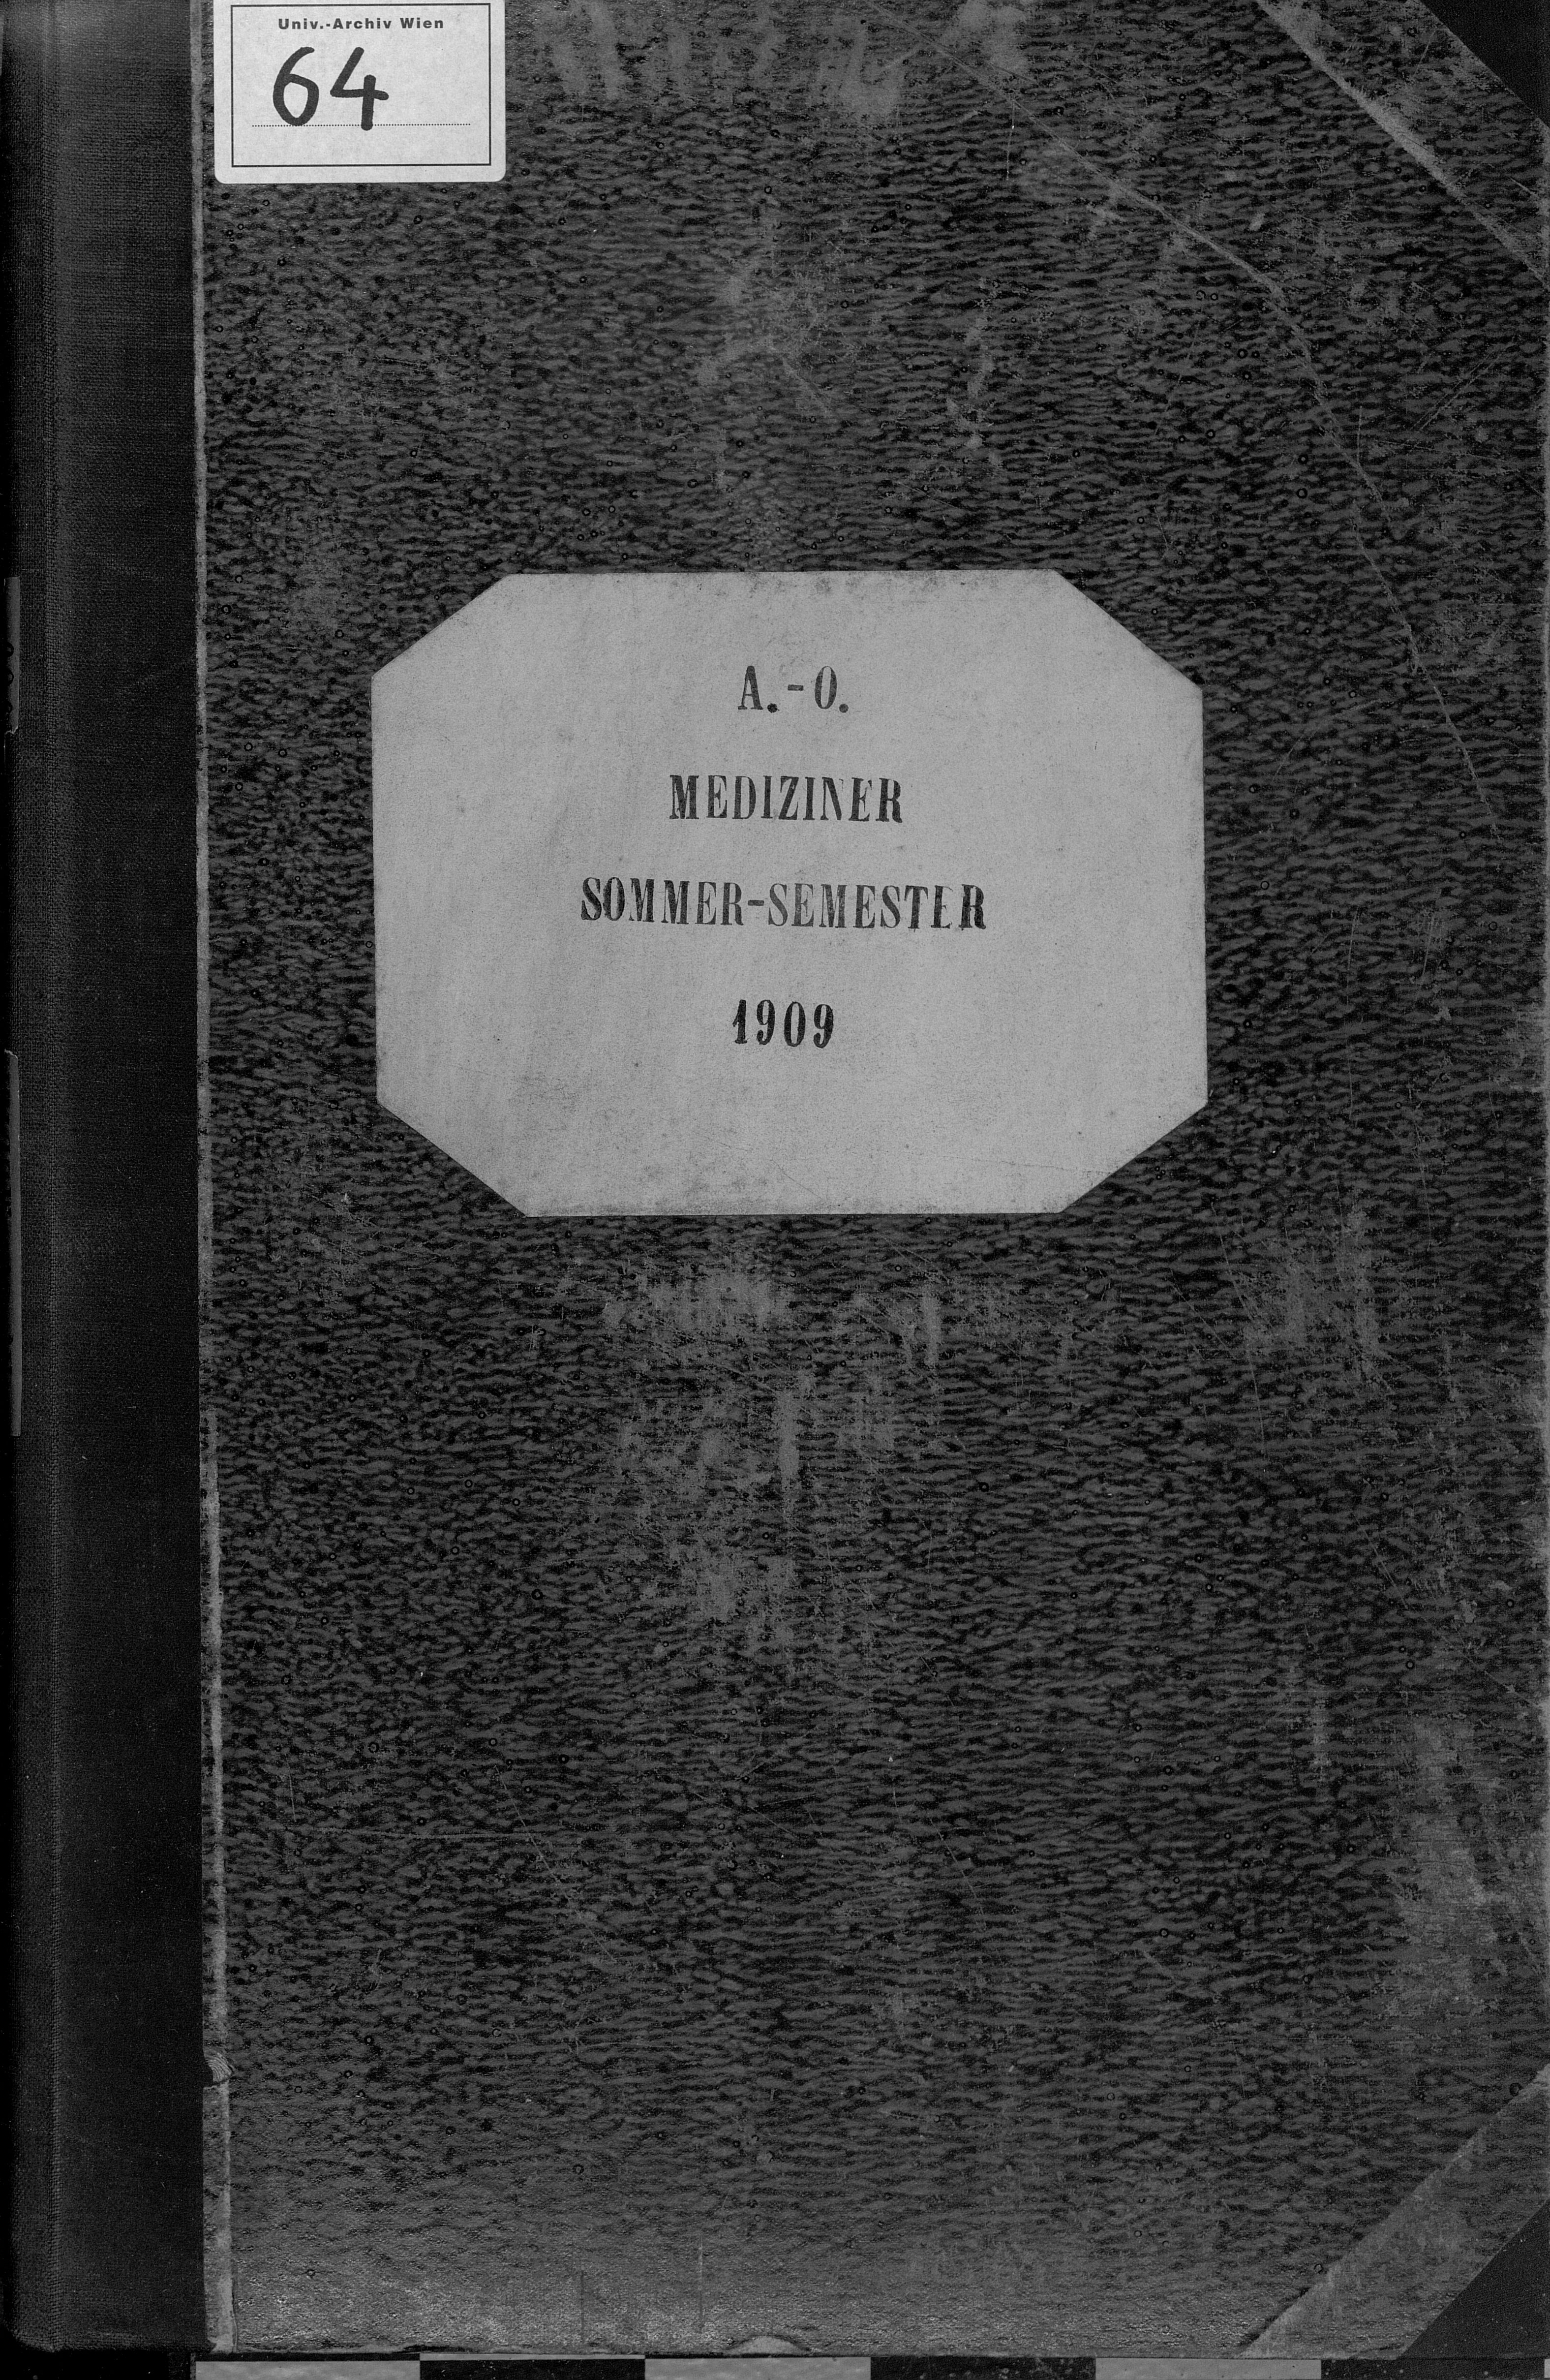 Univ.-Archiv Wien
64
A.-O.
MEDIZINER
SOMMER-SEMESTER
1909